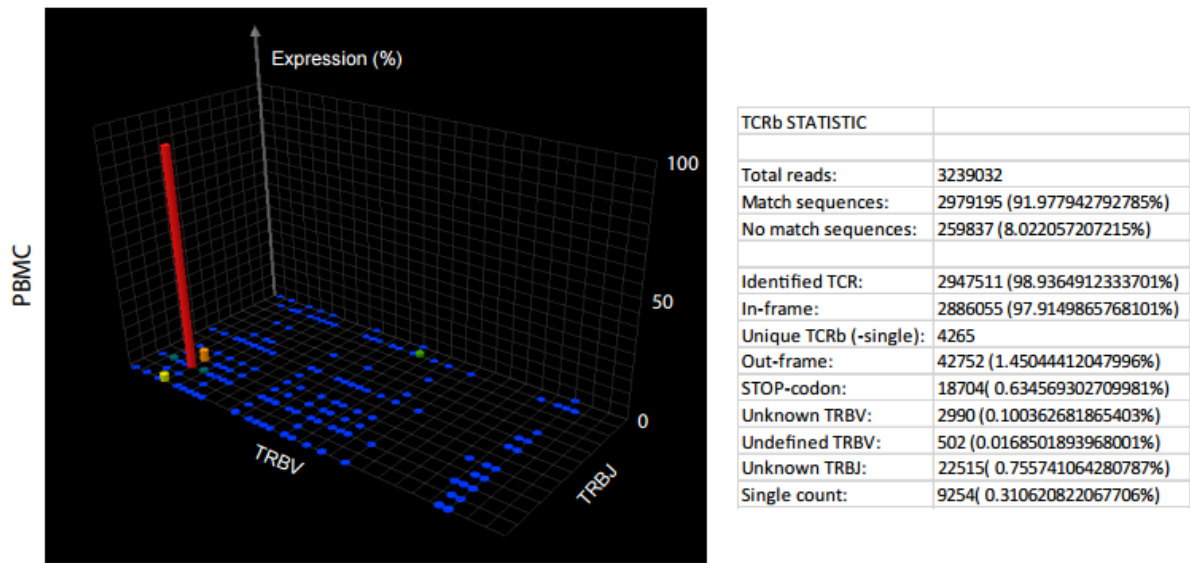 PBMC
Expression (%)
100
50
0
TRBV
TRBJ
TCRb STATISTIC
Total reads: 3239032
Match sequences: 2979195 (91.977942792785%)
No match sequences: 259837 (8.022057207215%)
Identified TCR: 2947511 (98.9364912333701%)
In-frame: 2886055 (97.9149865768101%)
Unique TCRb (-single): 4265
Out-frame: 42752 (1.45044412047996%)
STOP-codon: 18704( 0.634569302709981%)
Unknown TRBV: 2990 (0.100362681865403%)
Undefined TRBV: 502 (0.0168501893968001%)
Unknown TRBJ: 22515( 0.755741064280787%)
Single count: 9254( 0.310620822067706%)